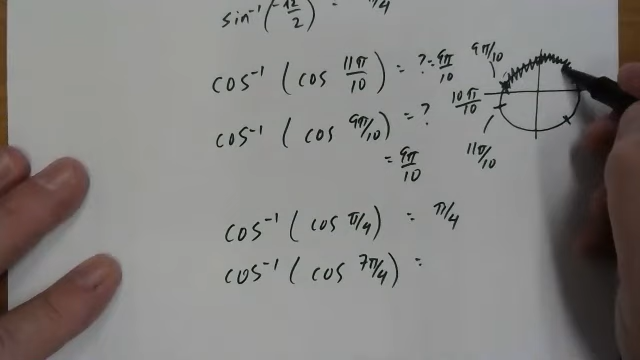 sin⁻¹(-√2/2) = π/4
cos⁻¹ ( cos 11π/10 ) = ? = 9π/10
9π/10
cos⁻¹ ( cos 9π/10 ) = ?
10π/10
= 9π/10
11π/10
cos⁻¹ ( cos π/4 ) = π/4
cos⁻¹ ( cos 7π/4 ) =